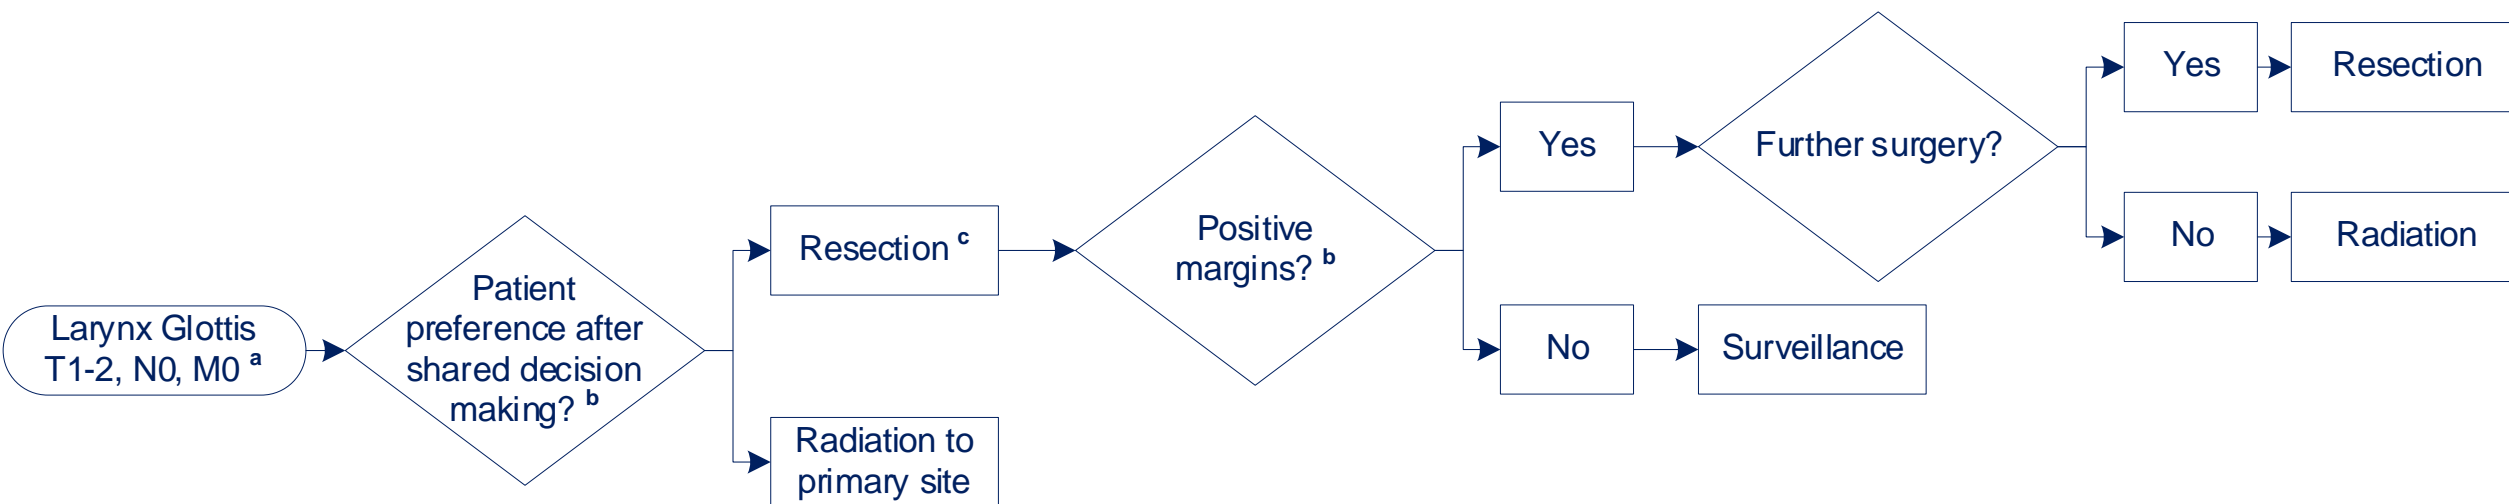 Larynx Glottis
T1-2, N0, M0 a
Patient
preference after
shared decision
making? b
Resection c
Radiation to
primary site
Positive
margins? b
Yes
No
Surveillance
Further surgery?
Yes
Resection
No
Radiation